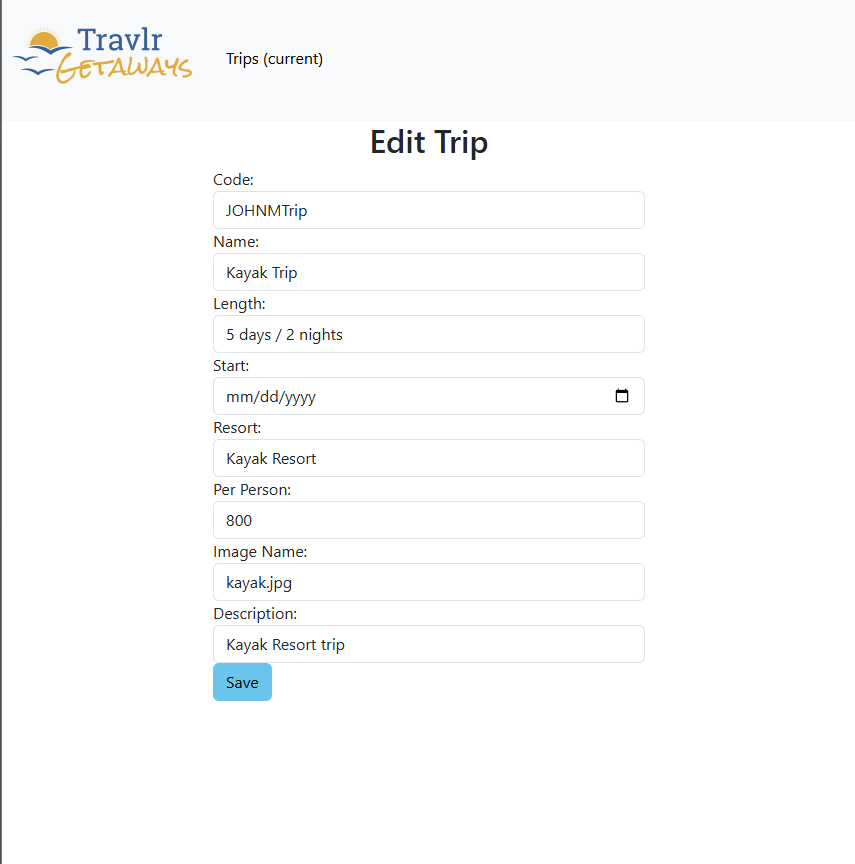 Travlr
Getaways
Trips (current)
Edit Trip
Code:
JOHNMTrip
Name:
Kayak Trip
Length:
5 days / 2 nights
Start:
mm/dd/yyyy
Resort:
Kayak Resort
Per Person:
800
Image Name:
kayak.jpg
Description:
Kayak Resort trip
Save